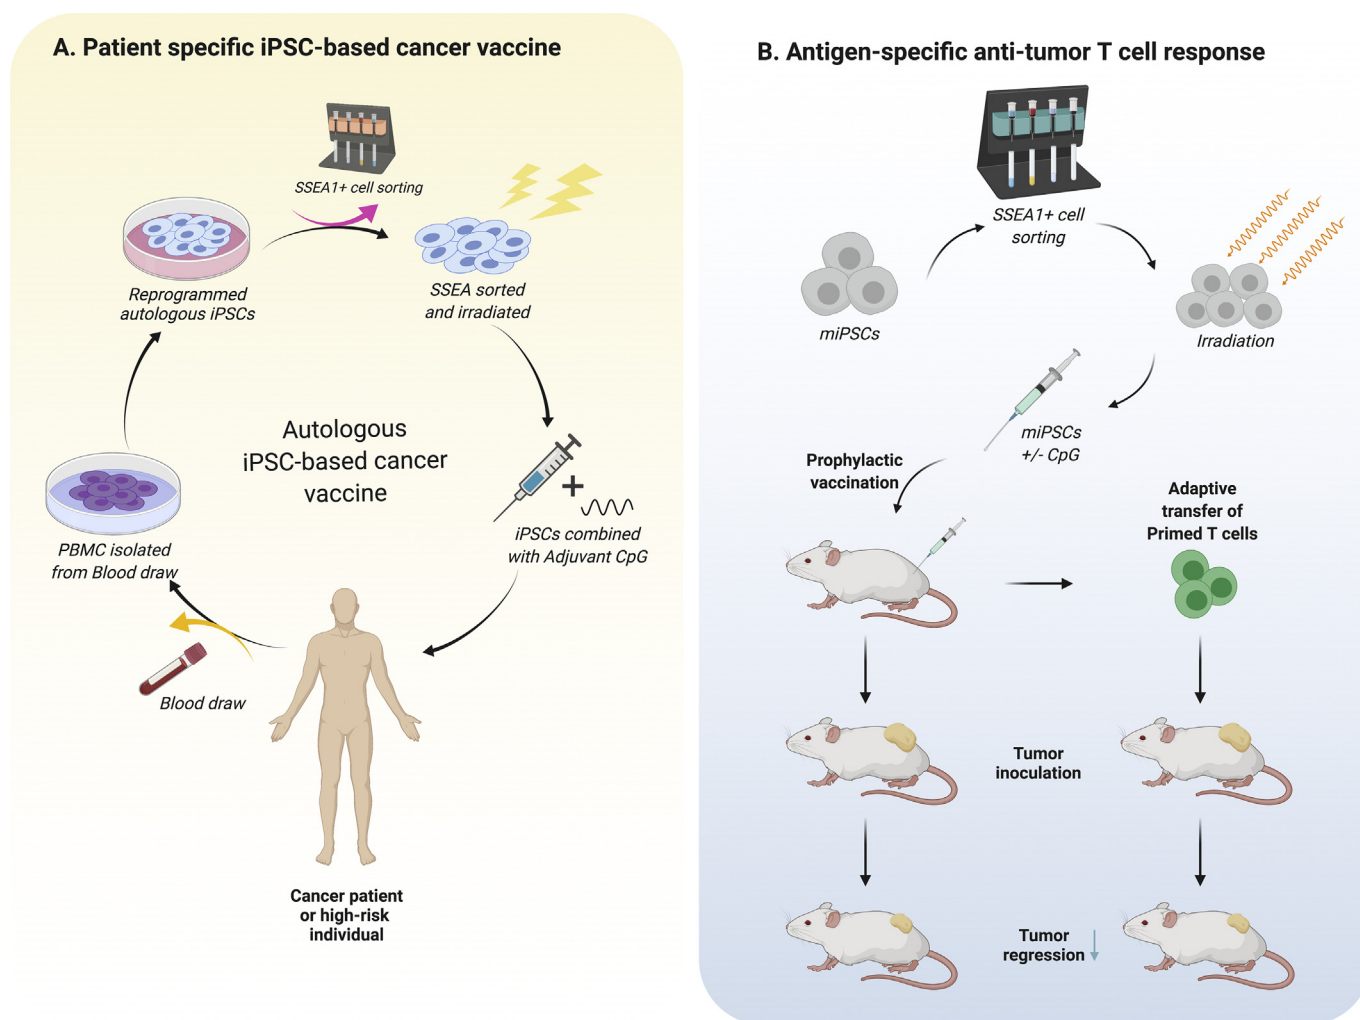 A. Patient specific iPSC-based cancer vaccine
SSEA1+ cell sorting
Reprogrammed
autologous iPSCs
SSEA sorted
and irradiated
Autologous
iPSC-based cancer
vaccine
PBMC isolated
from Blood draw
+
iPSCs combined
with Adjuvant CpG
Blood draw
Cancer patient
or high-risk
individual
B. Antigen-specific anti-tumor T cell response
SSEA1+ cell
sorting
miPSCs
Irradiation
miPSCs
+/- CpG
Prophylactic
vaccination
Adaptive
transfer of
Primed T cells
Tumor
inoculation
Tumor
regression